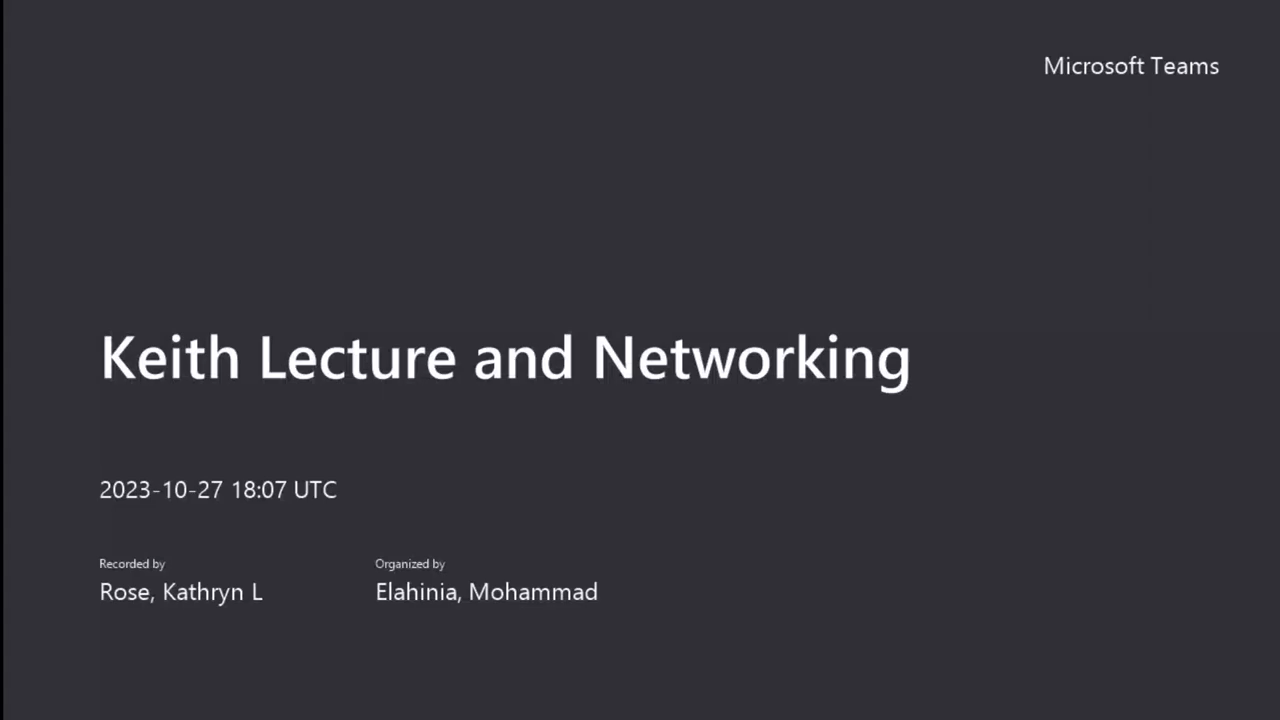 Microsoft Teams
Keith Lecture and Networking
2023-10-27 18:07 UTC
Recorded by
Organized by
Rose, Kathryn L
Elahinia, Mohammad